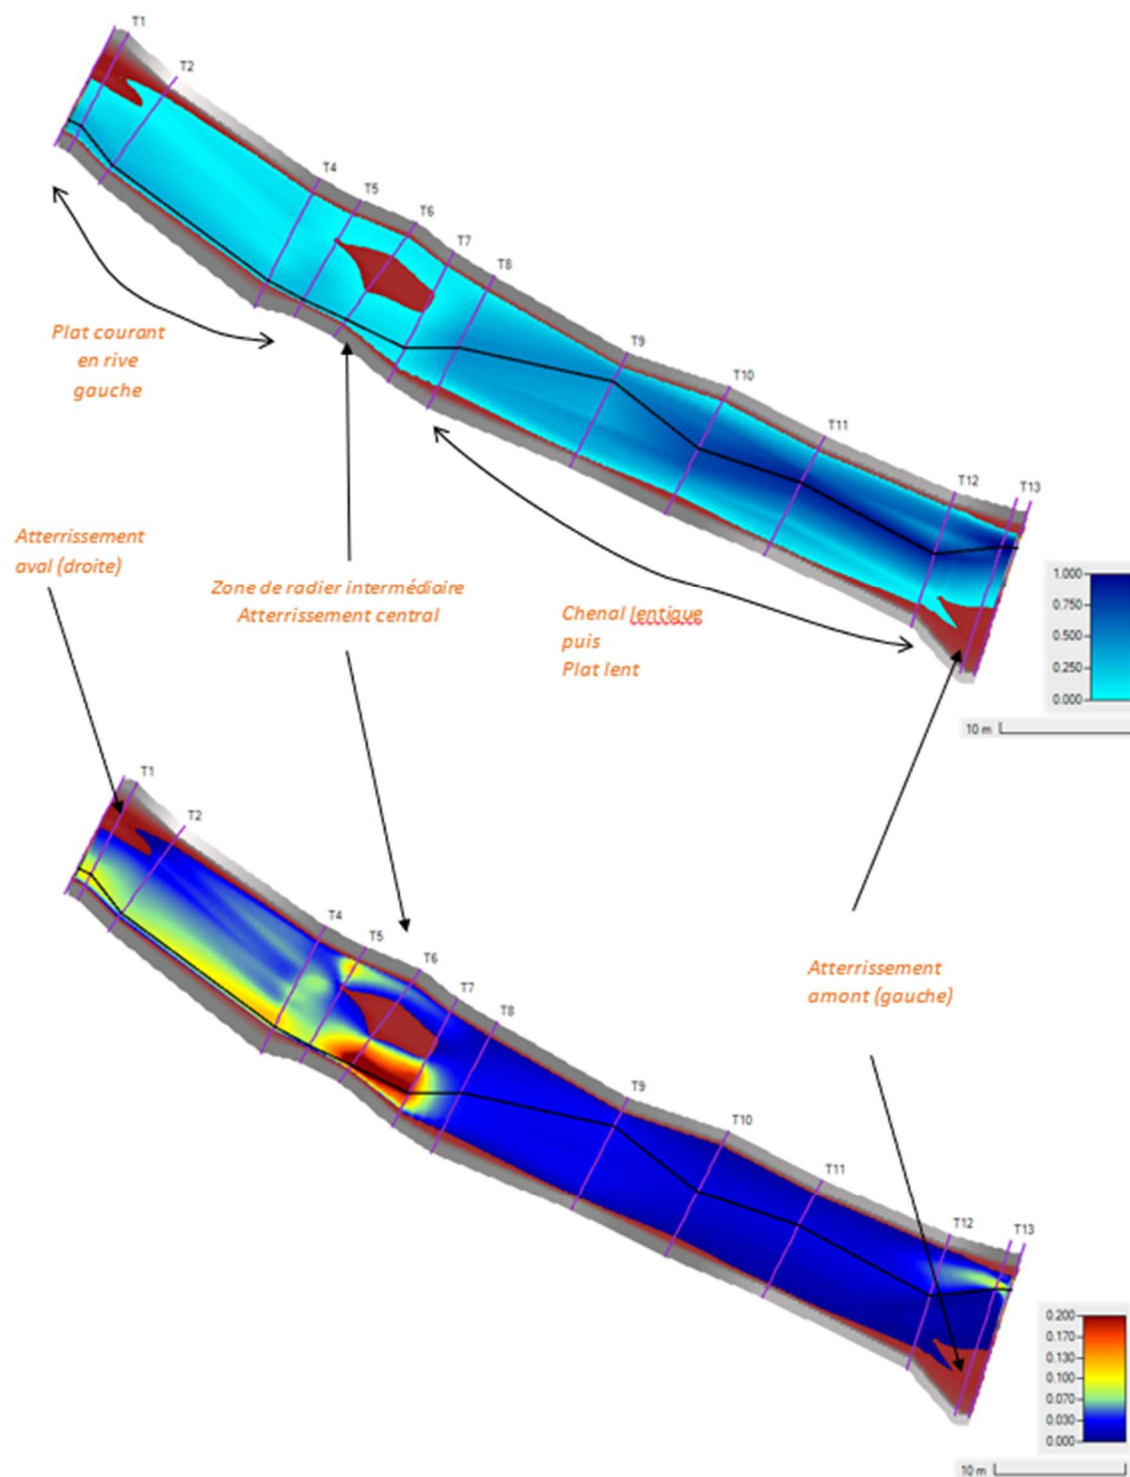 T1
T2
T4
T5
T6
T7
T8
T9
T10
T11
T12
T13
Plat courant
en rive
gauche
Atterrissement
aval (droite)
Zone de radier intermédiaire
Atterrissement central
Chenal lentique
puis
Plat lent
1.000
0.750
0.500
0.250
0.000
10 m
T1
T2
T4
T5
T6
T7
T8
T9
T10
T11
T12
T13
Atterrissement
amont (gauche)
0.200
0.170
0.130
0.100
0.070
0.030
0.000
10 m